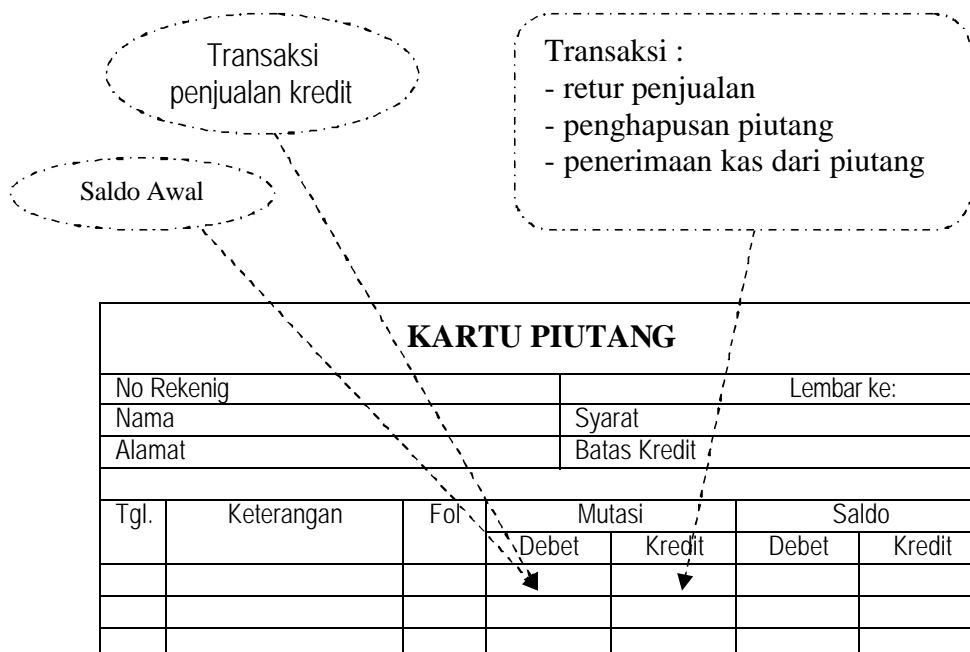 Transaksi
penjualan kredit
Transaksi :
- retur penjualan
- penghapusan piutang
- penerimaan kas dari piutang
Saldo Awal
KARTU PIUTANG
No Rekenig Lembar ke:
Nama Syarat
Alamat Batas Kredit
Tgl. Keterangan Fol Mutasi Saldo
Debet Kredit Debet Kredit